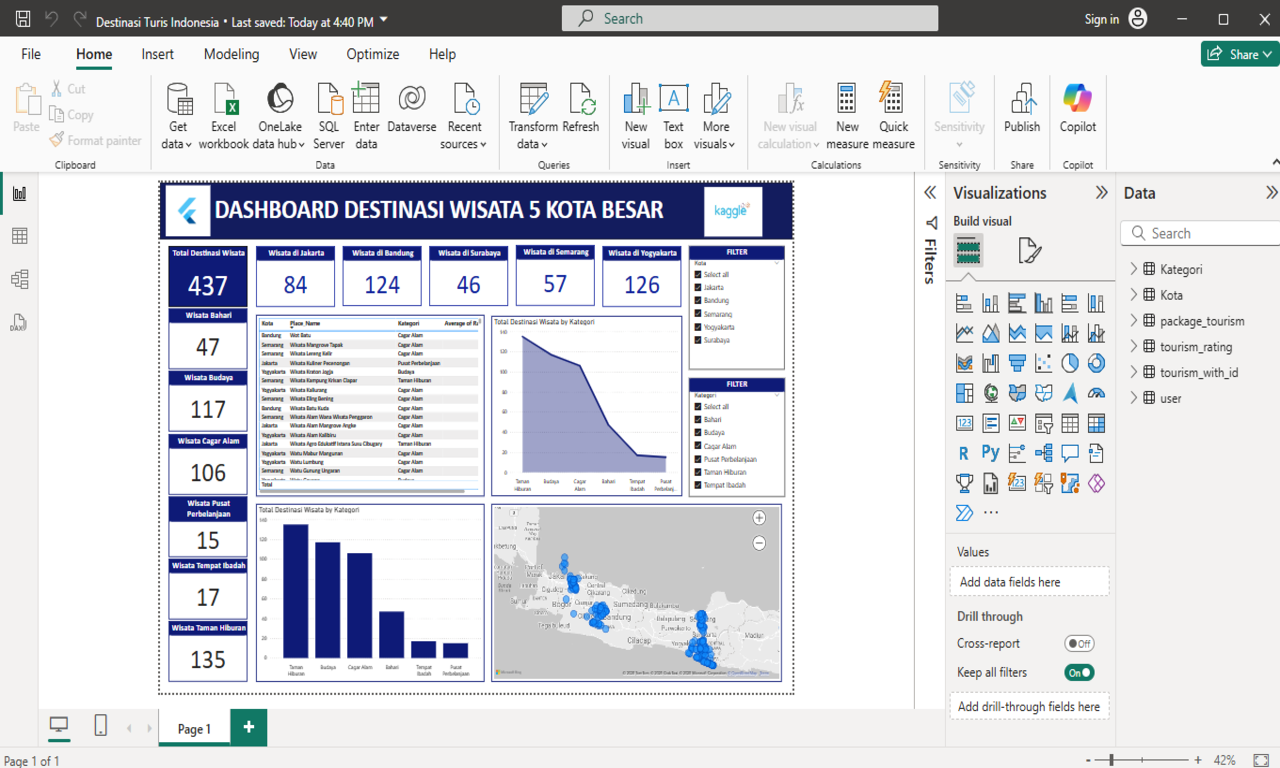 Destinasi Turis Indonesia • Last saved: Today at 4:40 PM
Search
Sign in
File Home Insert Modeling View Optimize Help
Share
Paste
Cut
Copy
Format painter
Clipboard
Get data
Excel workbook
OneLake data hub
SQL Server
Enter data
Dataverse
Recent sources
Data
Transform data
Refresh
Queries
New visual
Text box
More visuals
Insert
New visual calculation
New measure
Quick measure
Calculations
Sensitivity
Sensitivity
Publish
Share
Copilot
Copilot
DASHBOARD DESTINASI WISATA 5 KOTA BESAR
kaggle
Total Destinasi Wisata
437
Wisata di Jakarta
84
Wisata di Bandung
124
Wisata di Surabaya
46
Wisata di Semarang
57
Wisata di Yogyakarta
126
Wisata Bahari
47
Wisata Budaya
117
Wisata Cagar Alam
106
Wisata Pusat Perbelanjaan
15
Wisata Tempat Ibadah
17
Wisata Taman Hiburan
135
Kota Place_Name Kategori Average of
Bandung Wot Batu Cagar Alam
Semarang Wisata Mangrove Tapak Cagar Alam
Semarang Wisata Lereng Kelir Cagar Alam
Jakarta Wisata Kuliner Pecenongan Pusat Perbelanjaan
Yogyakarta Wisata Kraton Jogja Budaya
Semarang Wisata Kampung Krisan Clapar Taman Hiburan
Yogyakarta Wisata Kaliurang Cagar Alam
Semarang Wisata Eling Bening Cagar Alam
Bandung Wisata Batu Kuda Cagar Alam
Semarang Wisata Alam Wana Wisata Penggaron Cagar Alam
Jakarta Wisata Alam Mangrove Angke Cagar Alam
Yogyakarta Wisata Alam Kalibiru Cagar Alam
Jakarta Wisata Agro Edukatif Istana Susu Cibugary Taman Hiburan
Yogyakarta Watu Mabur Mangunan Cagar Alam
Yogyakarta Watu Lumbung Cagar Alam
Semarang Watu Gunung Ungaran Cagar Alam
Total
Total Destinasi Wisata by Kategori
140
120
100
80
60
40
20
0
Taman Hiburan
Budaya
Cagar Alam
Bahari
Tempat Ibadah
Pusat Perbelanj...
FILTER
Kota
Select all
Jakarta
Bandung
Semarang
Yogyakarta
Surabaya
FILTER
Kategori
Select all
Bahari
Budaya
Cagar Alam
Pusat Perbelanjaan
Taman Hiburan
Tempat Ibadah
Total Destinasi Wisata by Kategori
140
120
100
80
60
40
20
0
Taman Hiburan
Budaya
Cagar Alam
Bahari
Tempat Ibadah
Pusat Perbelanjaan
Central
Cikarang
Ciledug
Bogor
Sumedang
Bandung
Cilacap
Purwokerto
Madiun
Filters
Visualizations
Build visual
123
R
Py
Values
Add data fields here
Drill through
Cross-report
Off
Keep all filters
On
Add drill-through fields here
Data
Search
Kategori
Kota
package_tourism
tourism_rating
tourism_with_id
user
Page 1
Page 1 of 1
42%